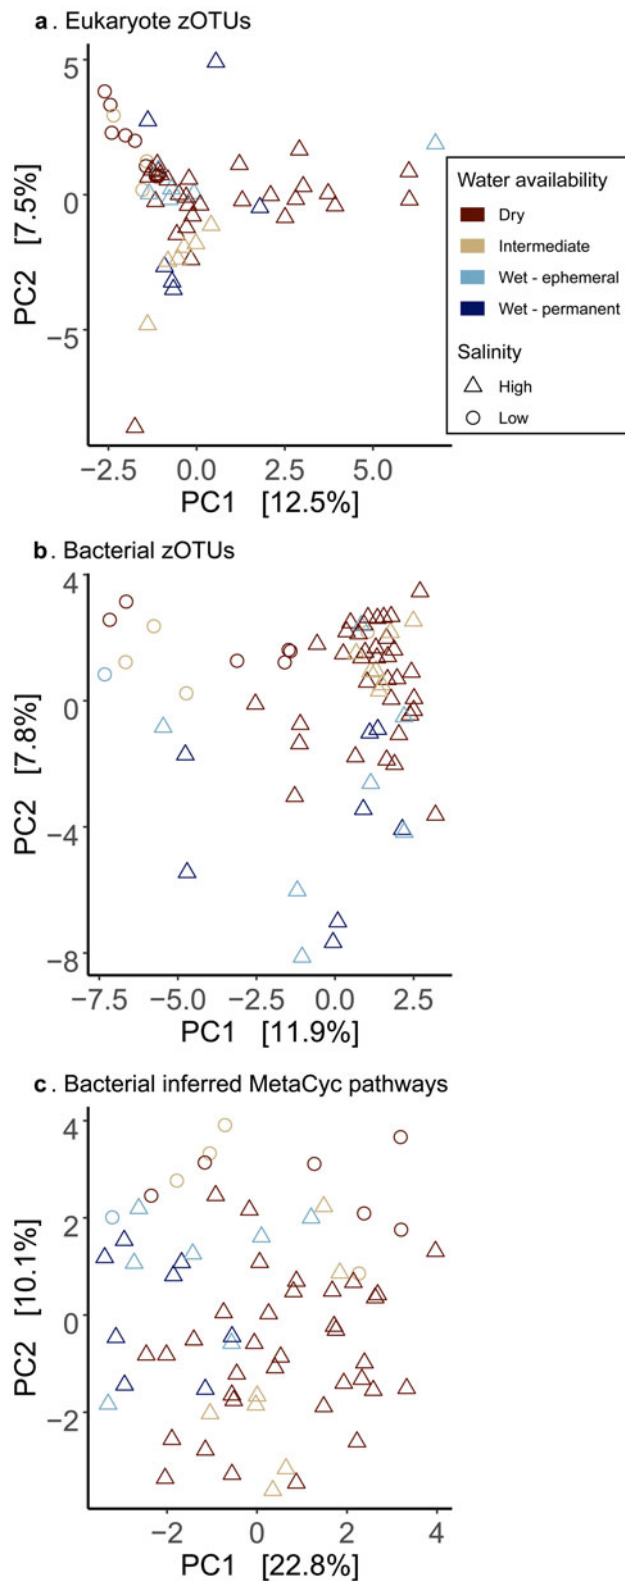 a. Eukaryote zOTUs
5
0
−5
PC2 [7.5%]
−2.5 0.0 2.5 5.0
PC1 [12.5%]
Water availability
Dry
Intermediate
Wet - ephemeral
Wet - permanent
Salinity
High
Low
b. Bacterial zOTUs
4
0
−4
−8
PC2 [7.8%]
−7.5 −5.0 −2.5 0.0 2.5
PC1 [11.9%]
c. Bacterial inferred MetaCyc pathways
4
2
0
−2
PC2 [10.1%]
−2 0 2 4
PC1 [22.8%]